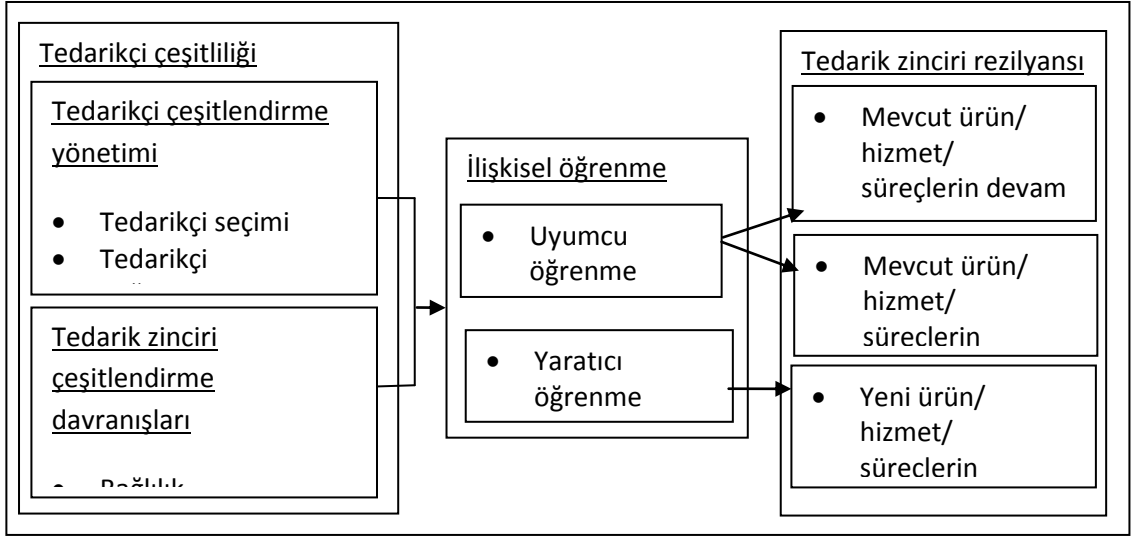 Tedarikçi çeşitliliği
Tedarikçi çeşitlendirme
yönetimi
• Tedarikçi seçimi
• Tedarikçi
Tedarik zinciri
çeşitlendirme
davranışları
İlişkisel öğrenme
• Uyumcu
öğrenme
• Yaratıcı
öğrenme
Tedarik zinciri rezilyansı
• Mevcut ürün/
hizmet/
süreçlerin devam
• Mevcut ürün/
hizmet/
süreclerin
• Yeni ürün/
hizmet/
süreclerin